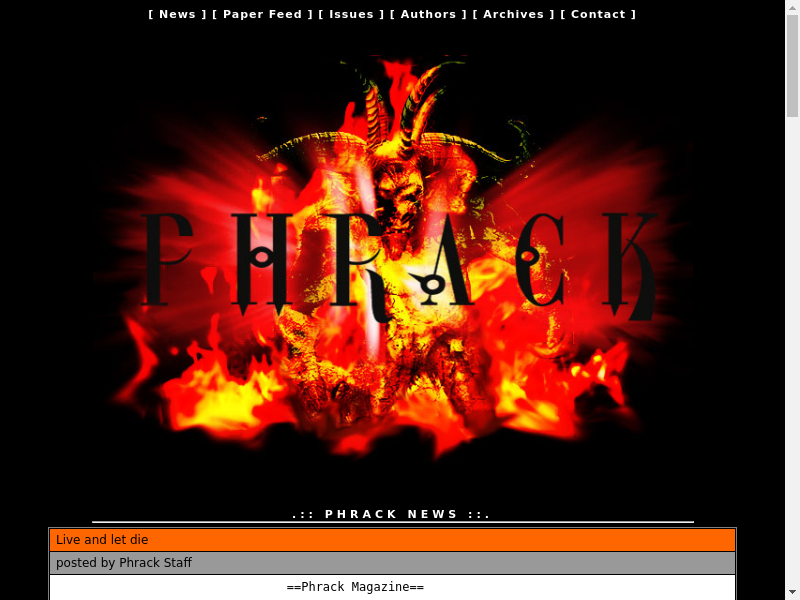 [ News ] [ Paper Feed ] [ Issues ] [ Authors ] [ Archives ] [ Contact ]
PHRACK
.:: PHRACK NEWS ::.
Live and let die
posted by Phrack Staff
==Phrack Magazine==